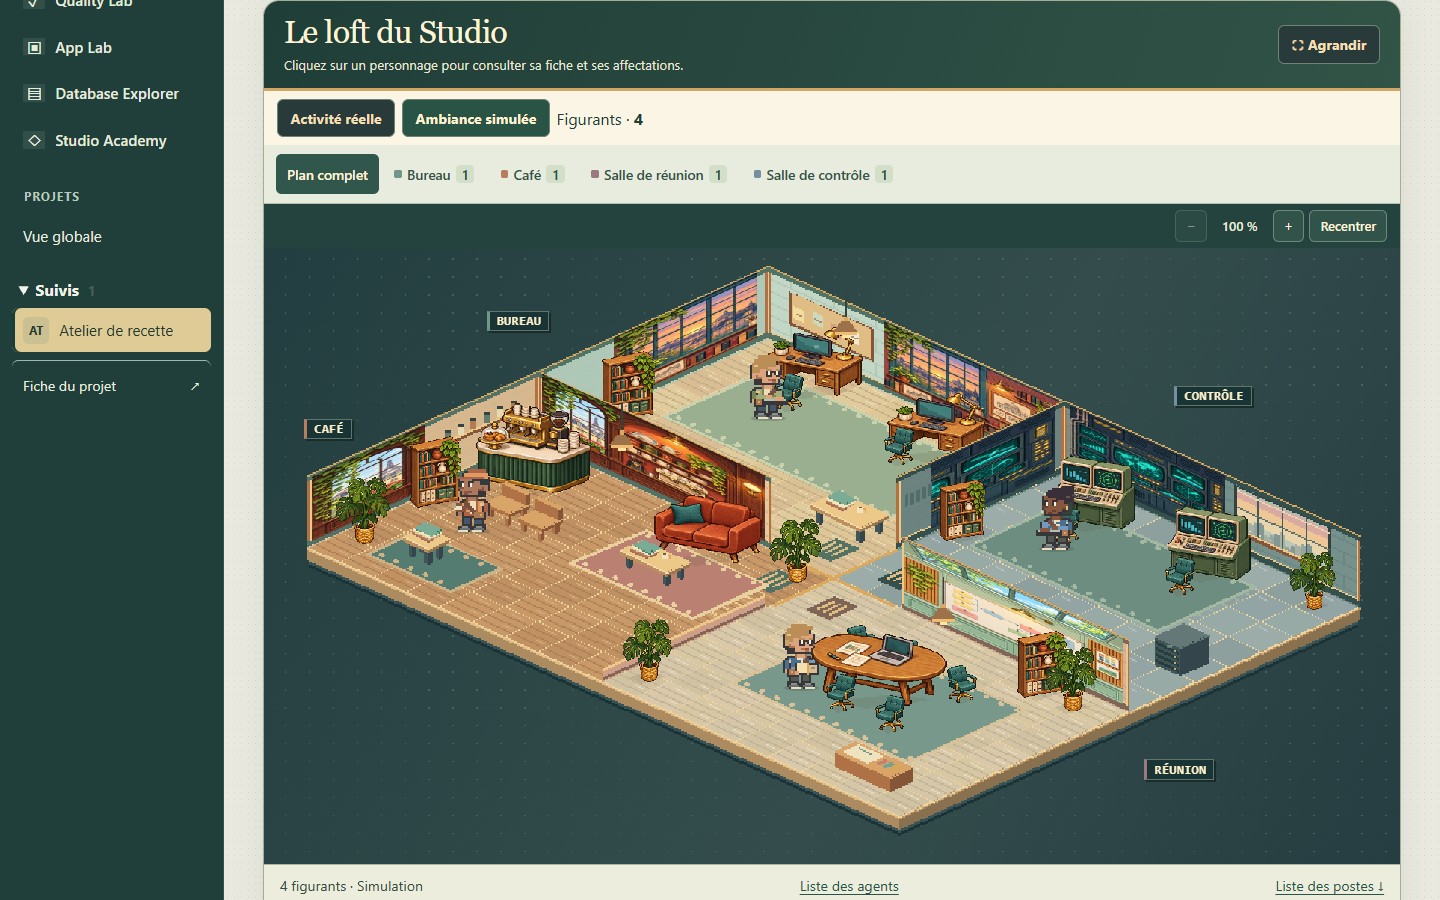 Quality Lab
App Lab
Database Explorer
Studio Academy
PROJETS
Vue globale
▼ Suivis 1
AT Atelier de recette
Fiche du projet ↗
Le loft du Studio
Cliquez sur un personnage pour consulter sa fiche et ses affectations.
Agrandir
Activité réelle
Ambiance simulée
Figurants · 4
Plan complet
Bureau 1
Café 1
Salle de réunion 1
Salle de contrôle 1
− 100 % + Recentrer
BUREAU
CONTRÔLE
CAFÉ
RÉUNION
4 figurants · Simulation
Liste des agents
Liste des postes ↓